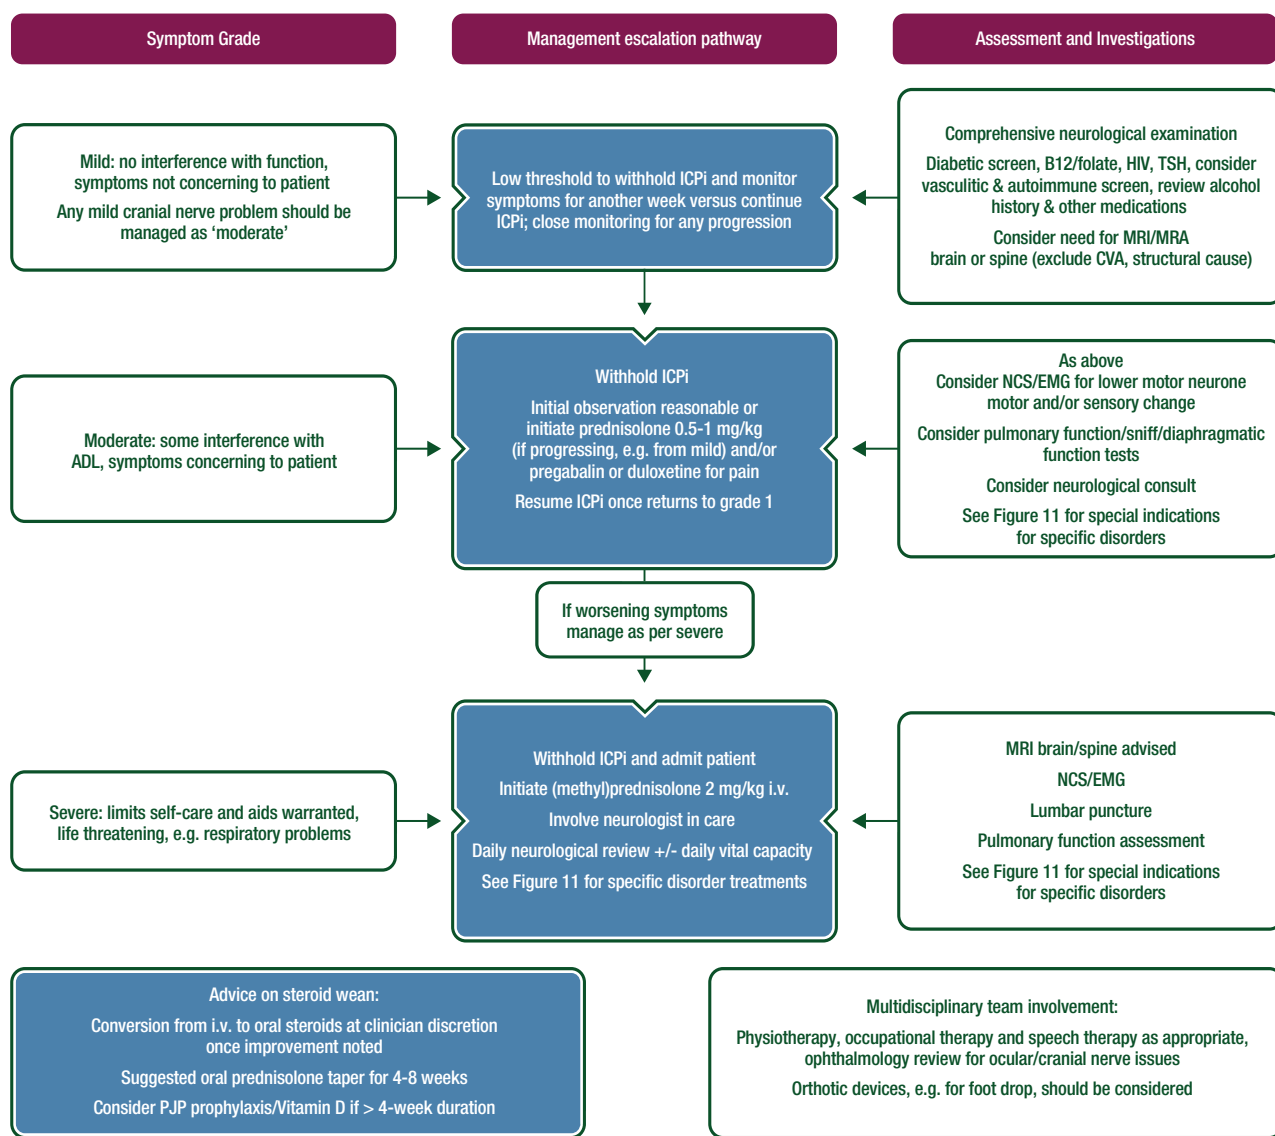 Symptom Grade
Management escalation pathway
Assessment and Investigations
Mild: no interference with function,
symptoms not concerning to patient
Any mild cranial nerve problem should be
managed as ‘moderate’
Low threshold to withhold ICPi and monitor
symptoms for another week versus continue
ICPi; close monitoring for any progression
Comprehensive neurological examination
Diabetic screen, B12/folate, HIV, TSH, consider
vasculitic & autoimmune screen, review alcohol
history & other medications
Consider need for MRI/MRA
brain or spine (exclude CVA, structural cause)
Moderate: some interference with
ADL, symptoms concerning to patient
Withhold ICPi
Initial observation reasonable or
initiate prednisolone 0.5-1 mg/kg
(if progressing, e.g. from mild) and/or
pregabalin or duloxetine for pain
Resume ICPi once returns to grade 1
As above
Consider NCS/EMG for lower motor neurone
motor and/or sensory change
Consider pulmonary function/sniff/diaphragmatic
function tests
Consider neurological consult
See Figure 11 for special indications
for specific disorders
If worsening symptoms
manage as per severe
Severe: limits self-care and aids warranted,
life threatening, e.g. respiratory problems
Withhold ICPi and admit patient
Initiate (methyl)prednisolone 2 mg/kg i.v.
Involve neurologist in care
Daily neurological review +/- daily vital capacity
See Figure 11 for specific disorder treatments
MRI brain/spine advised
NCS/EMG
Lumbar puncture
Pulmonary function assessment
See Figure 11 for special indications
for specific disorders
Advice on steroid wean:
Conversion from i.v. to oral steroids at clinician discretion
once improvement noted
Suggested oral prednisolone taper for 4-8 weeks
Consider PJP prophylaxis/Vitamin D if > 4-week duration
Multidisciplinary team involvement:
Physiotherapy, occupational therapy and speech therapy as appropriate,
ophthalmology review for ocular/cranial nerve issues
Orthotic devices, e.g. for foot drop, should be considered